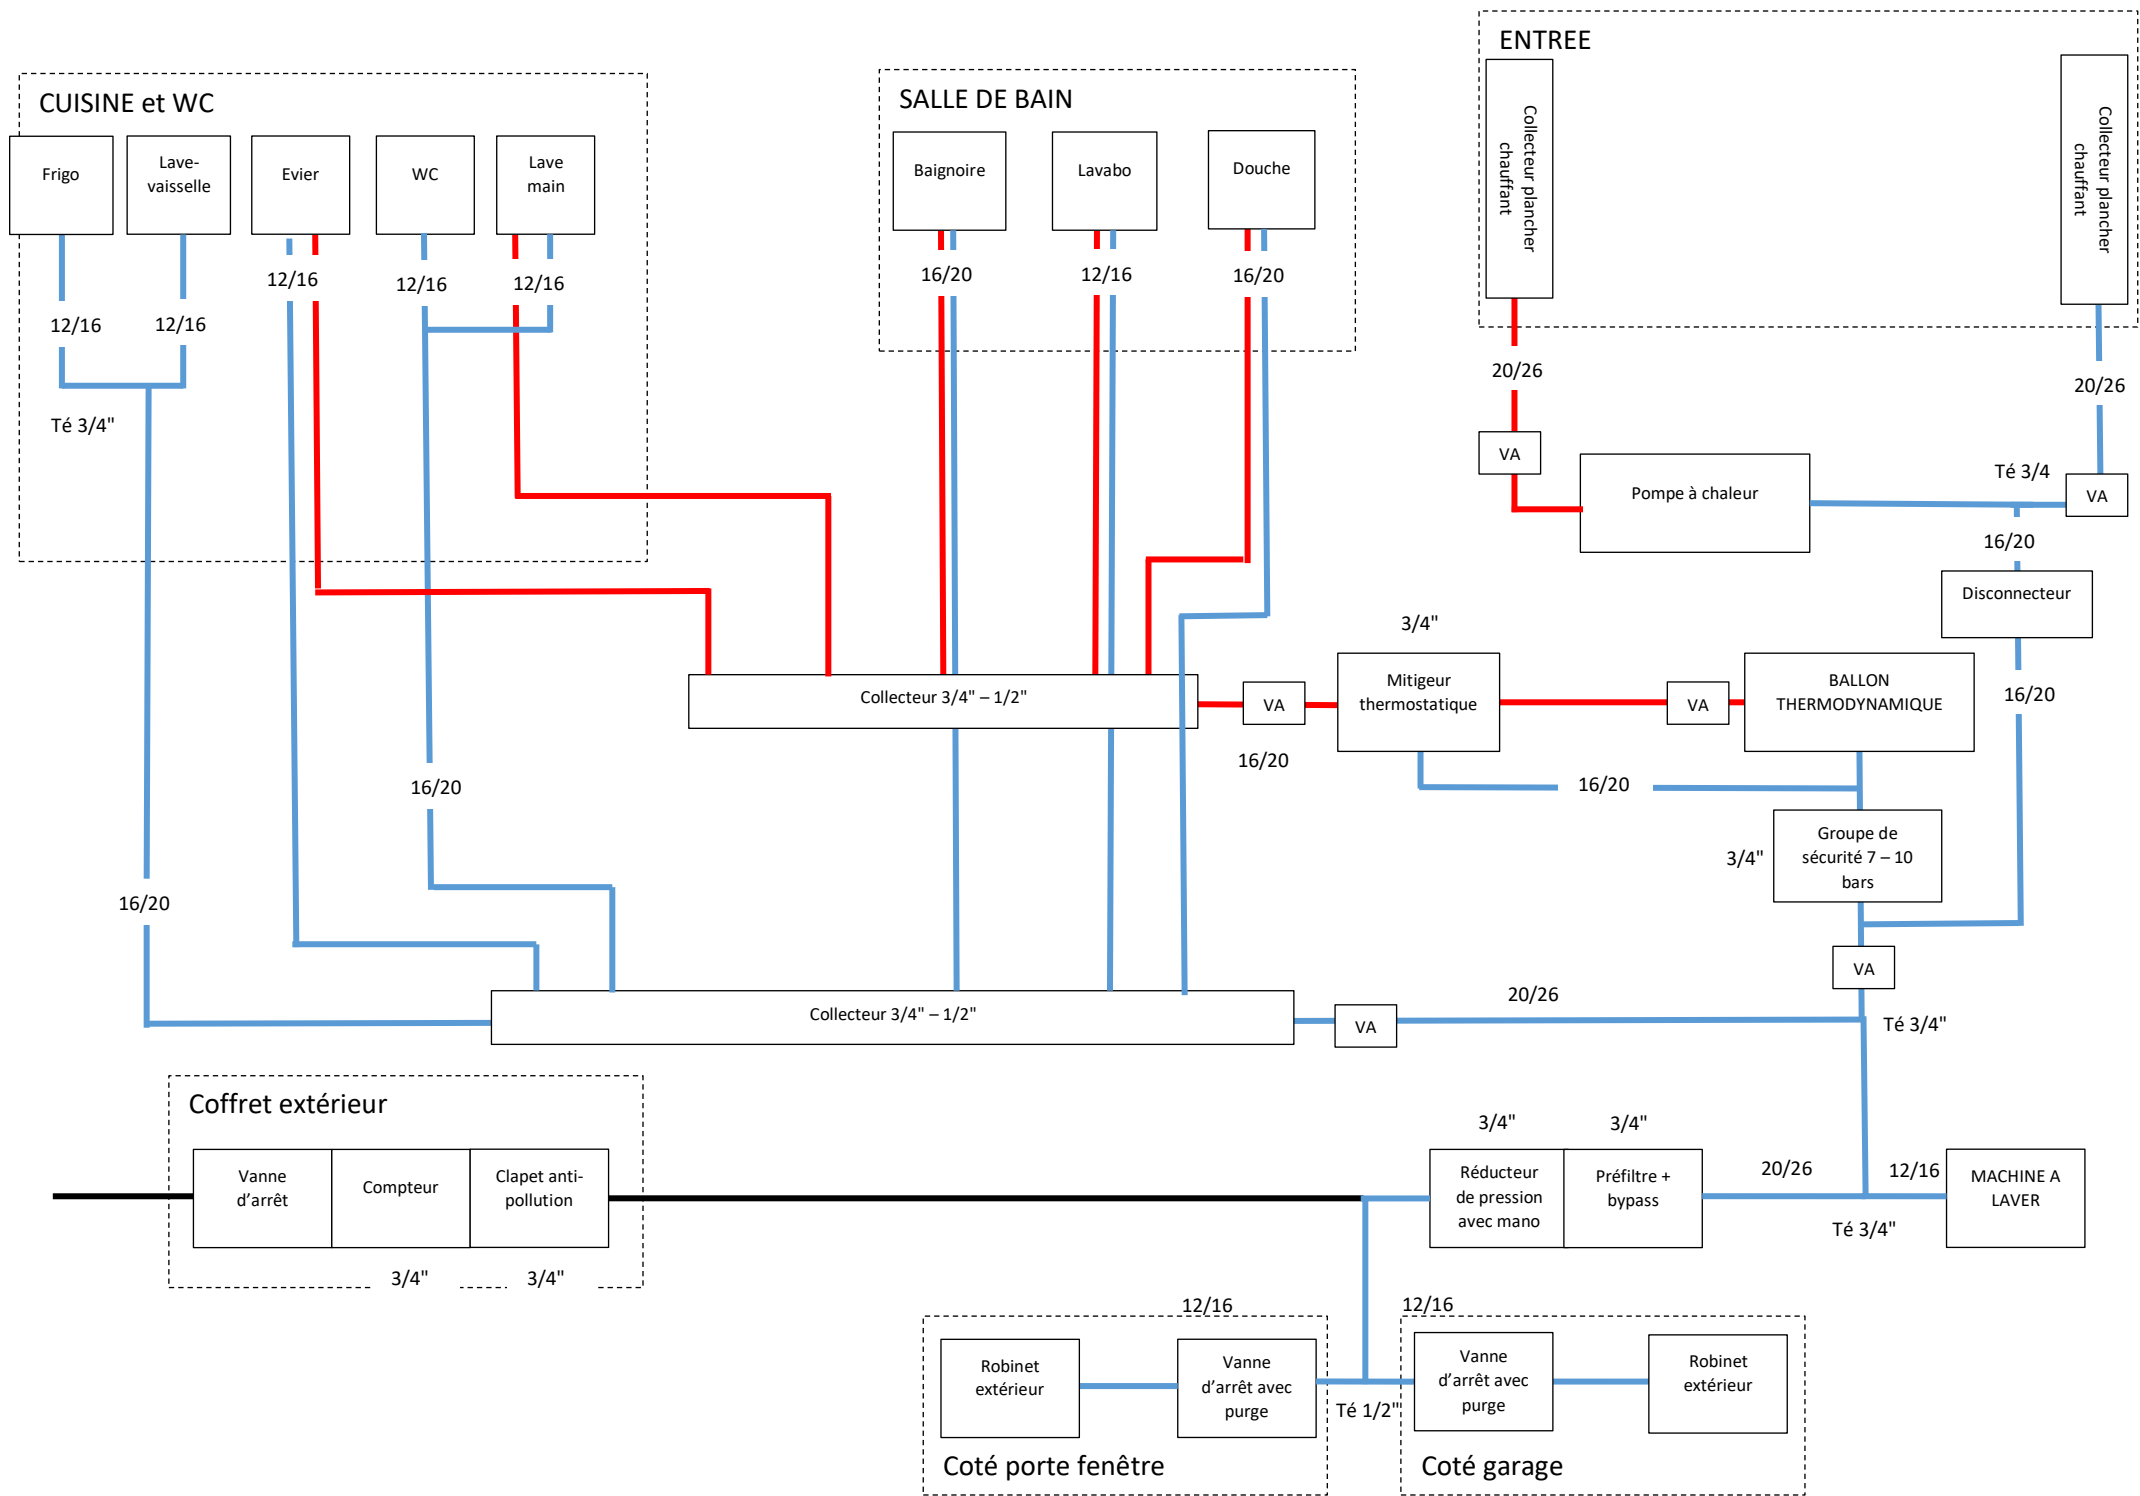 ENTREE
CUISINE et WC
SALLE DE BAIN
Collecteur plancher
chauffant
Collecteur plancher
chauffant
Frigo
Lave-
vaisselle
Evier
WC
Lave
main
Baignoire
Lavabo
Douche
12/16
12/16
12/16
16/20
12/16
16/20
12/16
12/16
20/26
20/26
Té 3/4"
VA
Pompe à chaleur
Té 3/4
VA
16/20
Disconnecteur
3/4"
Collecteur 3/4" – 1/2"
VA
Mitigeur
thermostatique
VA
BALLON
THERMODYNAMIQUE
16/20
16/20
16/20
16/20
3/4"
Groupe de
sécurité 7 – 10
bars
16/20
VA
Collecteur 3/4" – 1/2"
VA
20/26
Té 3/4"
Coffret extérieur
3/4"
3/4"
Vanne
d'arrêt
Compteur
Clapet anti-
pollution
Réducteur
de pression
avec mano
Préfiltre +
bypass
20/26
12/16
MACHINE A
LAVER
Té 3/4"
3/4"
3/4"
12/16
12/16
Robinet
extérieur
Vanne
d'arrêt avec
purge
Té 1/2"
Vanne
d'arrêt avec
purge
Robinet
extérieur
Coté porte fenêtre
Coté garage